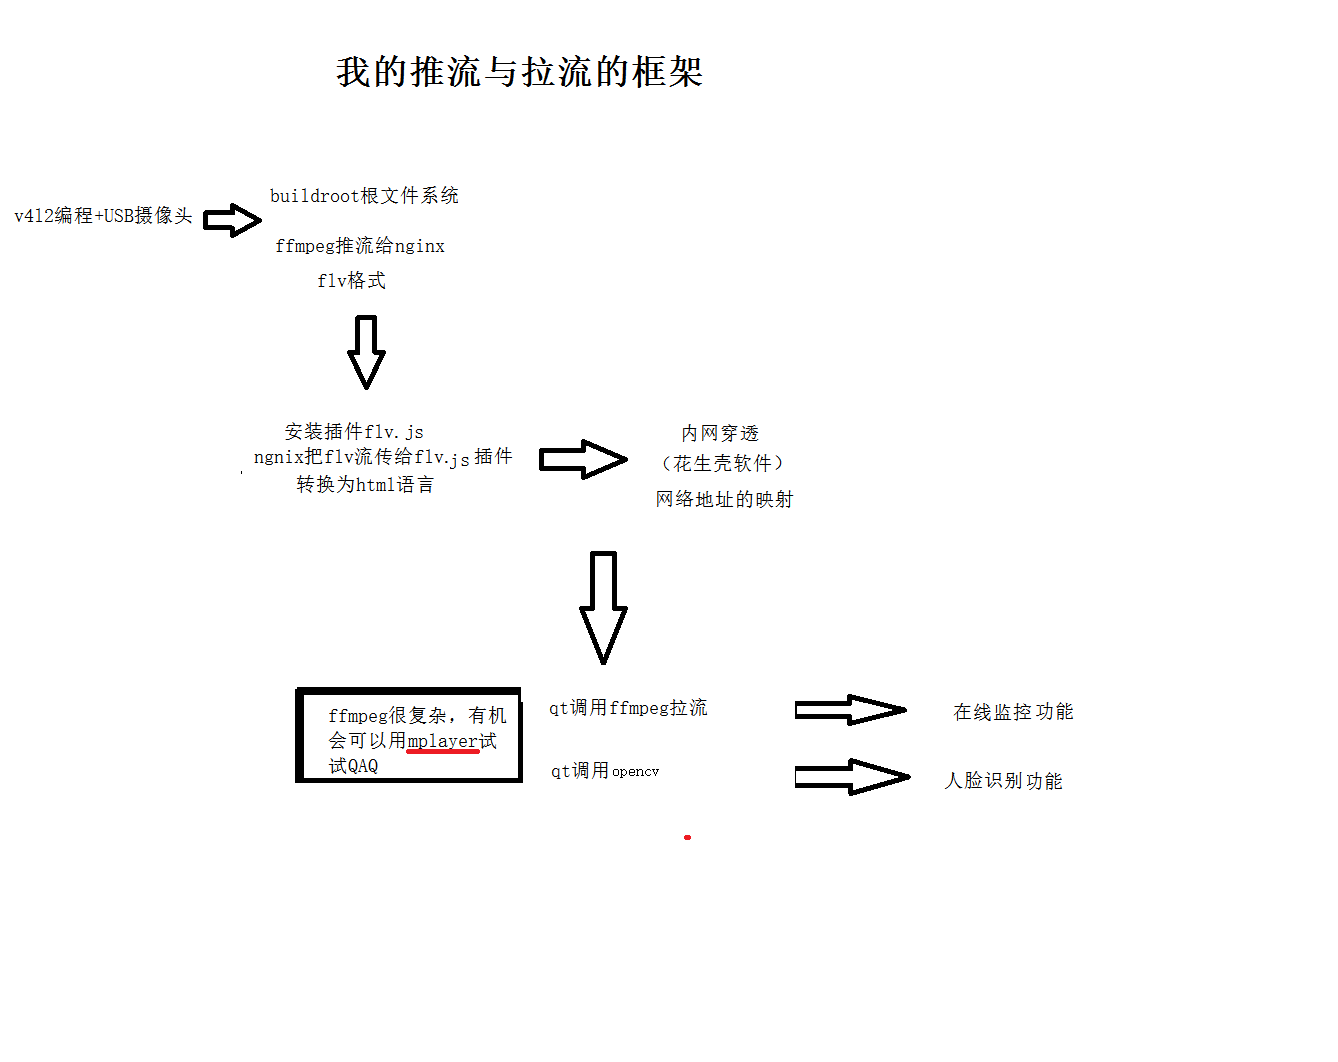 我的推流与拉流的框架
v4l2编程+USB摄像头
buildroot根文件系统
ffmpeg推流给nginx
flv格式
安装插件flv.js
ngnix把flv流传给flv.js插件
转换为html语言
内网穿透
（花生壳软件）
网络地址的映射
ffmpeg很复杂，有机
会可以用mplayer试
试QAQ
qt调用ffmpeg拉流
在线监控功能
qt调用opencv
人脸识别功能